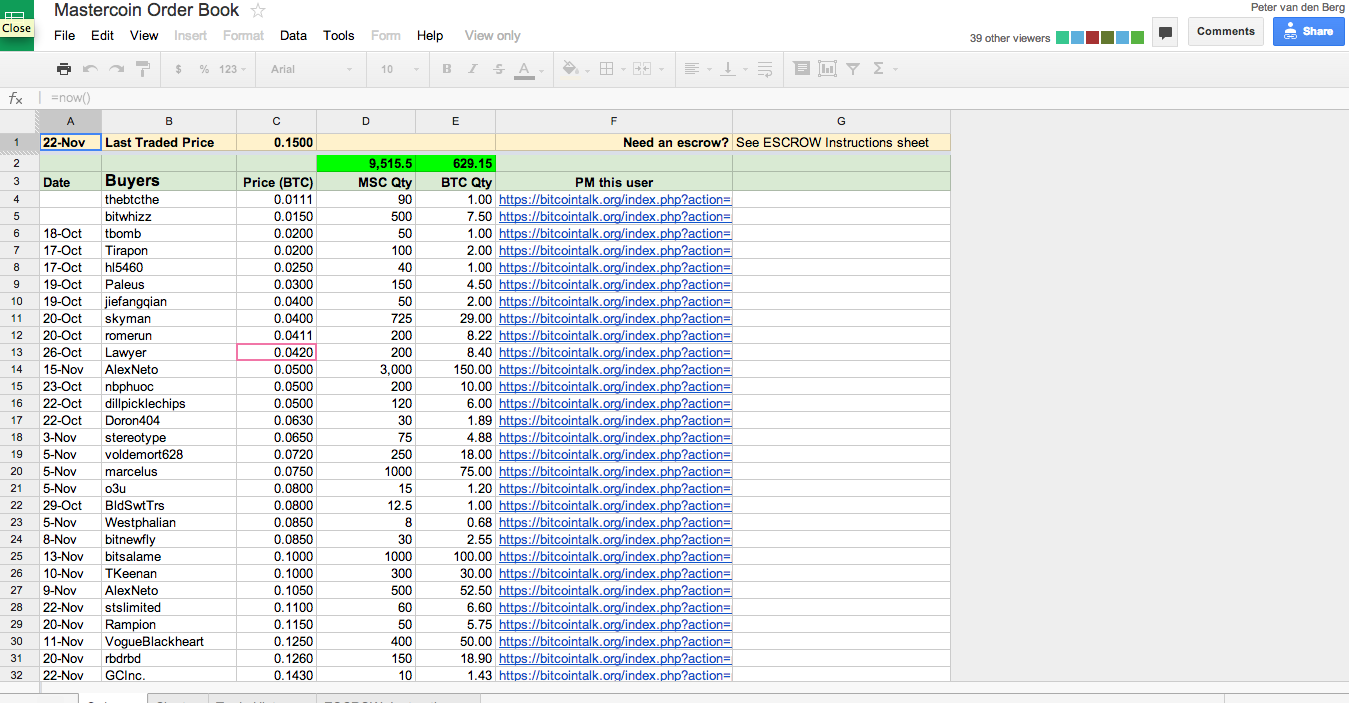 Mastercoin Order Book
Peter van den Berg
Close
File Edit View Insert Format Data Tools Form Help View only
39 other viewers Comments Share
$ % 123 Arial 10 B I S A Σ
fx =now()
A B C D E F G
1 22-Nov Last Traded Price 0.1500 Need an escrow? See ESCROW Instructions sheet
2 9,515.5 629.15
3 Date Buyers Price (BTC) MSC Qty BTC Qty PM this user
4 thebtcthe 0.0111 90 1.00 https://bitcointalk.org/index.php?action=
5 bitwhizz 0.0150 500 7.50 https://bitcointalk.org/index.php?action=
6 18-Oct tbomb 0.0200 50 1.00 https://bitcointalk.org/index.php?action=
7 17-Oct Tirapon 0.0200 100 2.00 https://bitcointalk.org/index.php?action=
8 17-Oct hl5460 0.0250 40 1.00 https://bitcointalk.org/index.php?action=
9 19-Oct Paleus 0.0300 150 4.50 https://bitcointalk.org/index.php?action=
10 19-Oct jiefangqian 0.0400 50 2.00 https://bitcointalk.org/index.php?action=
11 20-Oct skyman 0.0400 725 29.00 https://bitcointalk.org/index.php?action=
12 20-Oct romerun 0.0411 200 8.22 https://bitcointalk.org/index.php?action=
13 26-Oct Lawyer 0.0420 200 8.40 https://bitcointalk.org/index.php?action=
14 15-Nov AlexNeto 0.0500 3,000 150.00 https://bitcointalk.org/index.php?action=
15 23-Oct nbphuoc 0.0500 200 10.00 https://bitcointalk.org/index.php?action=
16 22-Oct dillpicklechips 0.0500 120 6.00 https://bitcointalk.org/index.php?action=
17 22-Oct Doron404 0.0630 30 1.89 https://bitcointalk.org/index.php?action=
18 3-Nov stereotype 0.0650 75 4.88 https://bitcointalk.org/index.php?action=
19 5-Nov voldemort628 0.0720 250 18.00 https://bitcointalk.org/index.php?action=
20 5-Nov marcelus 0.0750 1000 75.00 https://bitcointalk.org/index.php?action=
21 5-Nov o3u 0.0800 15 1.20 https://bitcointalk.org/index.php?action=
22 29-Oct BldSwtTrs 0.0800 12.5 1.00 https://bitcointalk.org/index.php?action=
23 5-Nov Westphalian 0.0850 8 0.68 https://bitcointalk.org/index.php?action=
24 8-Nov bitnewfly 0.0850 30 2.55 https://bitcointalk.org/index.php?action=
25 13-Nov bitsalame 0.1000 1000 100.00 https://bitcointalk.org/index.php?action=
26 10-Nov TKeenan 0.1000 300 30.00 https://bitcointalk.org/index.php?action=
27 9-Nov AlexNeto 0.1050 500 52.50 https://bitcointalk.org/index.php?action=
28 22-Nov stslimited 0.1100 60 6.60 https://bitcointalk.org/index.php?action=
29 20-Nov Rampion 0.1150 50 5.75 https://bitcointalk.org/index.php?action=
30 11-Nov VogueBlackheart 0.1250 400 50.00 https://bitcointalk.org/index.php?action=
31 20-Nov rbdrbd 0.1260 150 18.90 https://bitcointalk.org/index.php?action=
32 22-Nov GCInc. 0.1430 10 1.43 https://bitcointalk.org/index.php?action=